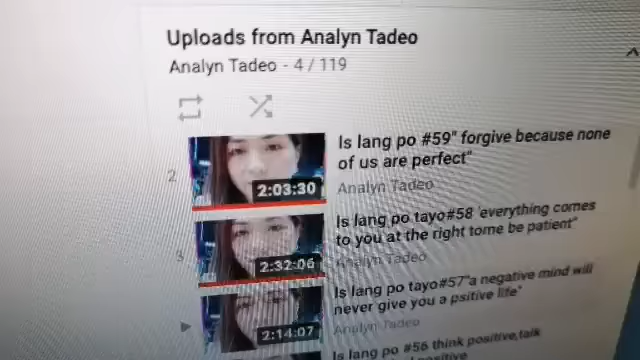 Uploads from Analyn Tadeo
Analyn Tadeo - 4 / 119
2
2:03:30
Is lang po #59" forgive because none
of us are perfect"
Analyn Tadeo
3
2:32:06
Is lang po tayo#58 'everything comes
to you at the right tome be patient"
Analyn Tadeo
2:14:07
Is lang po tayo#57"a negative mind will
never give you a psitive life"
Analyn Tadeo
Is lang po #56 think positive,talk
positive